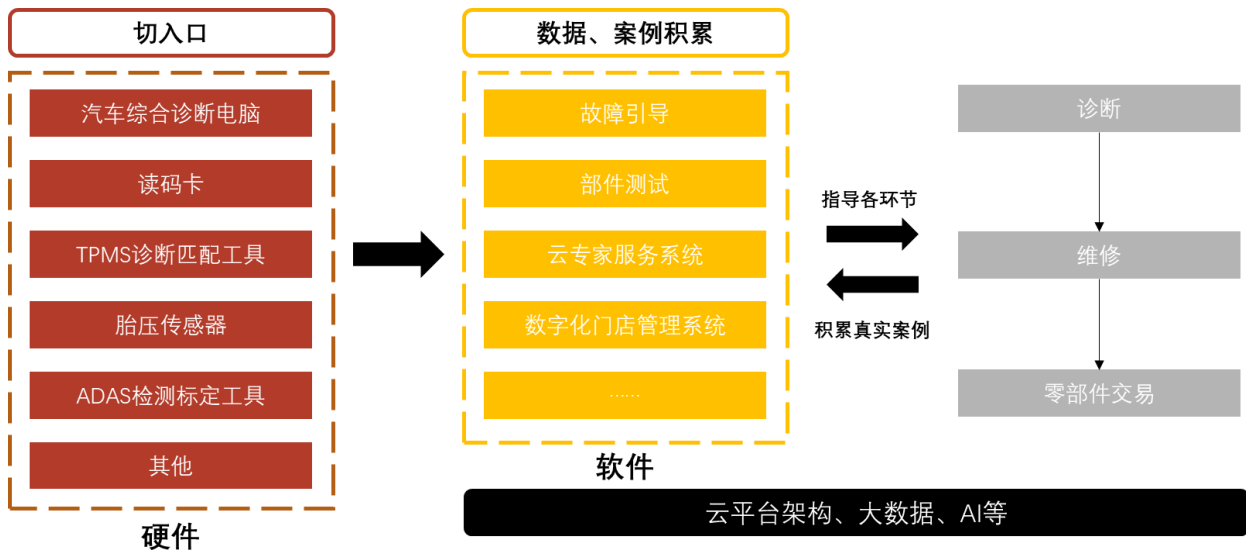 切入口
汽车综合诊断电脑
读码卡
TPMS诊断匹配工具
胎压传感器
ADAS检测标定工具
其他
硬件
数据、案例积累
故障引导
部件测试
云专家服务系统
数字化门店管理系统
……
软件
指导各环节
积累真实案例
诊断
维修
零部件交易
云平台架构、大数据、AI等